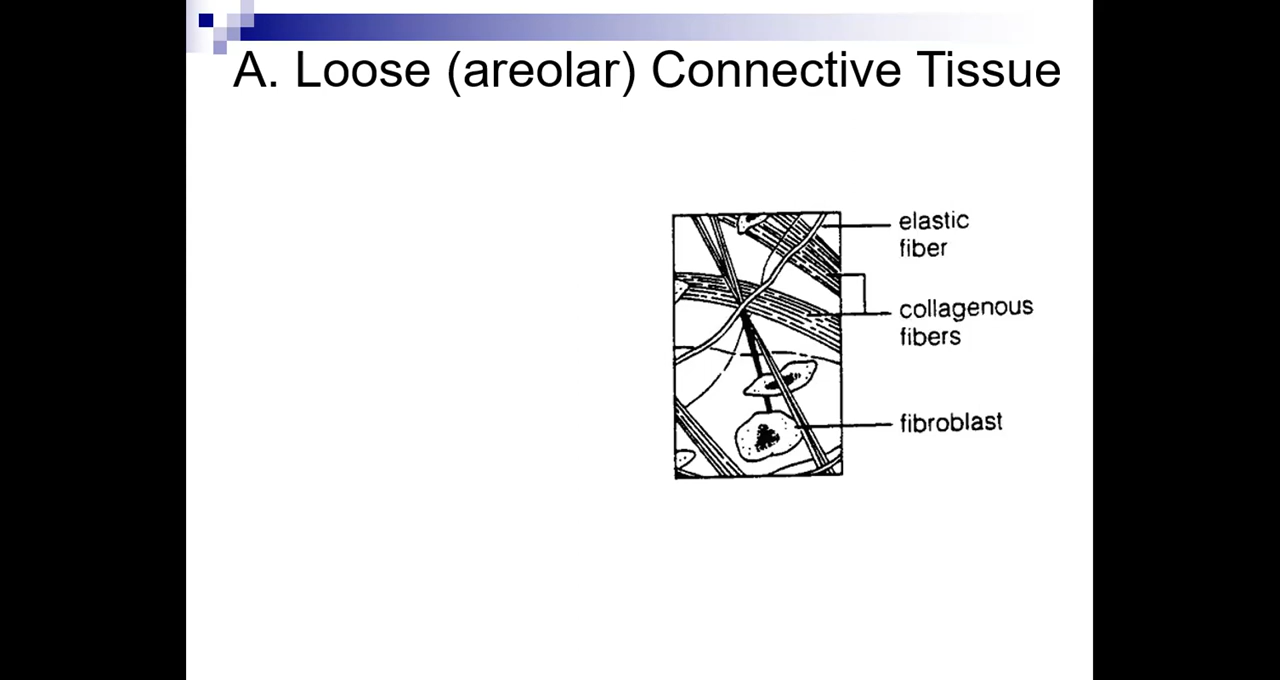 A. Loose (areolar) Connective Tissue
elastic
fiber
collagenous
fibers
fibroblast